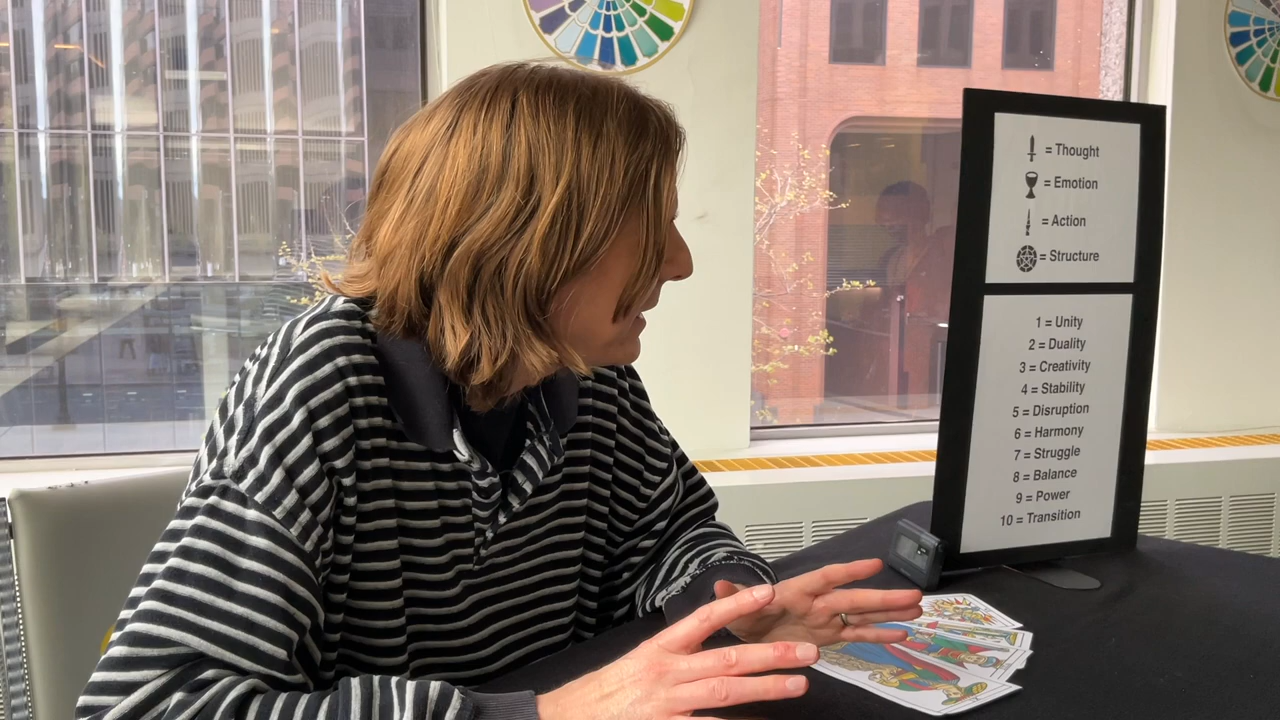 = Thought
= Emotion
= Action
= Structure
1 = Unity
2 = Duality
3 = Creativity
4 = Stability
5 = Disruption
6 = Harmony
7 = Struggle
8 = Balance
9 = Power
10 = Transition